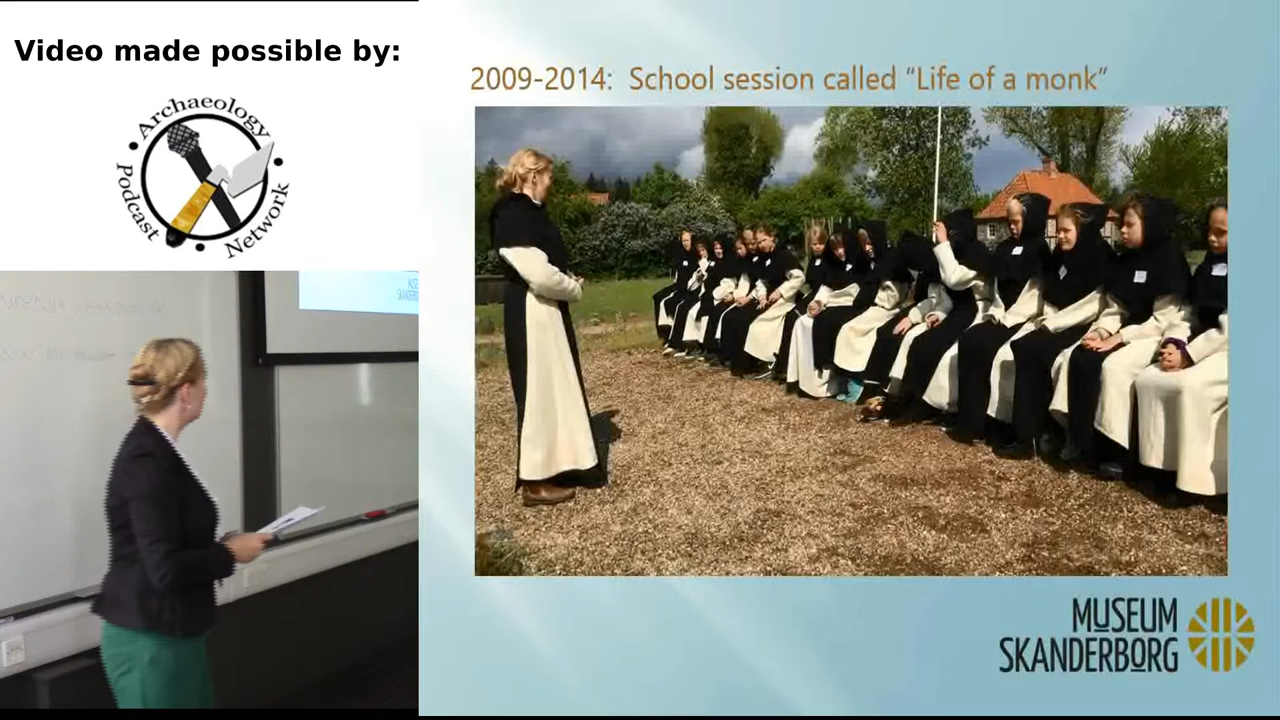 Video made possible by:
Archaeology
Podcast
Network
2009-2014: School session called “Life of a monk”
MUSEUM
SKANDERBORG